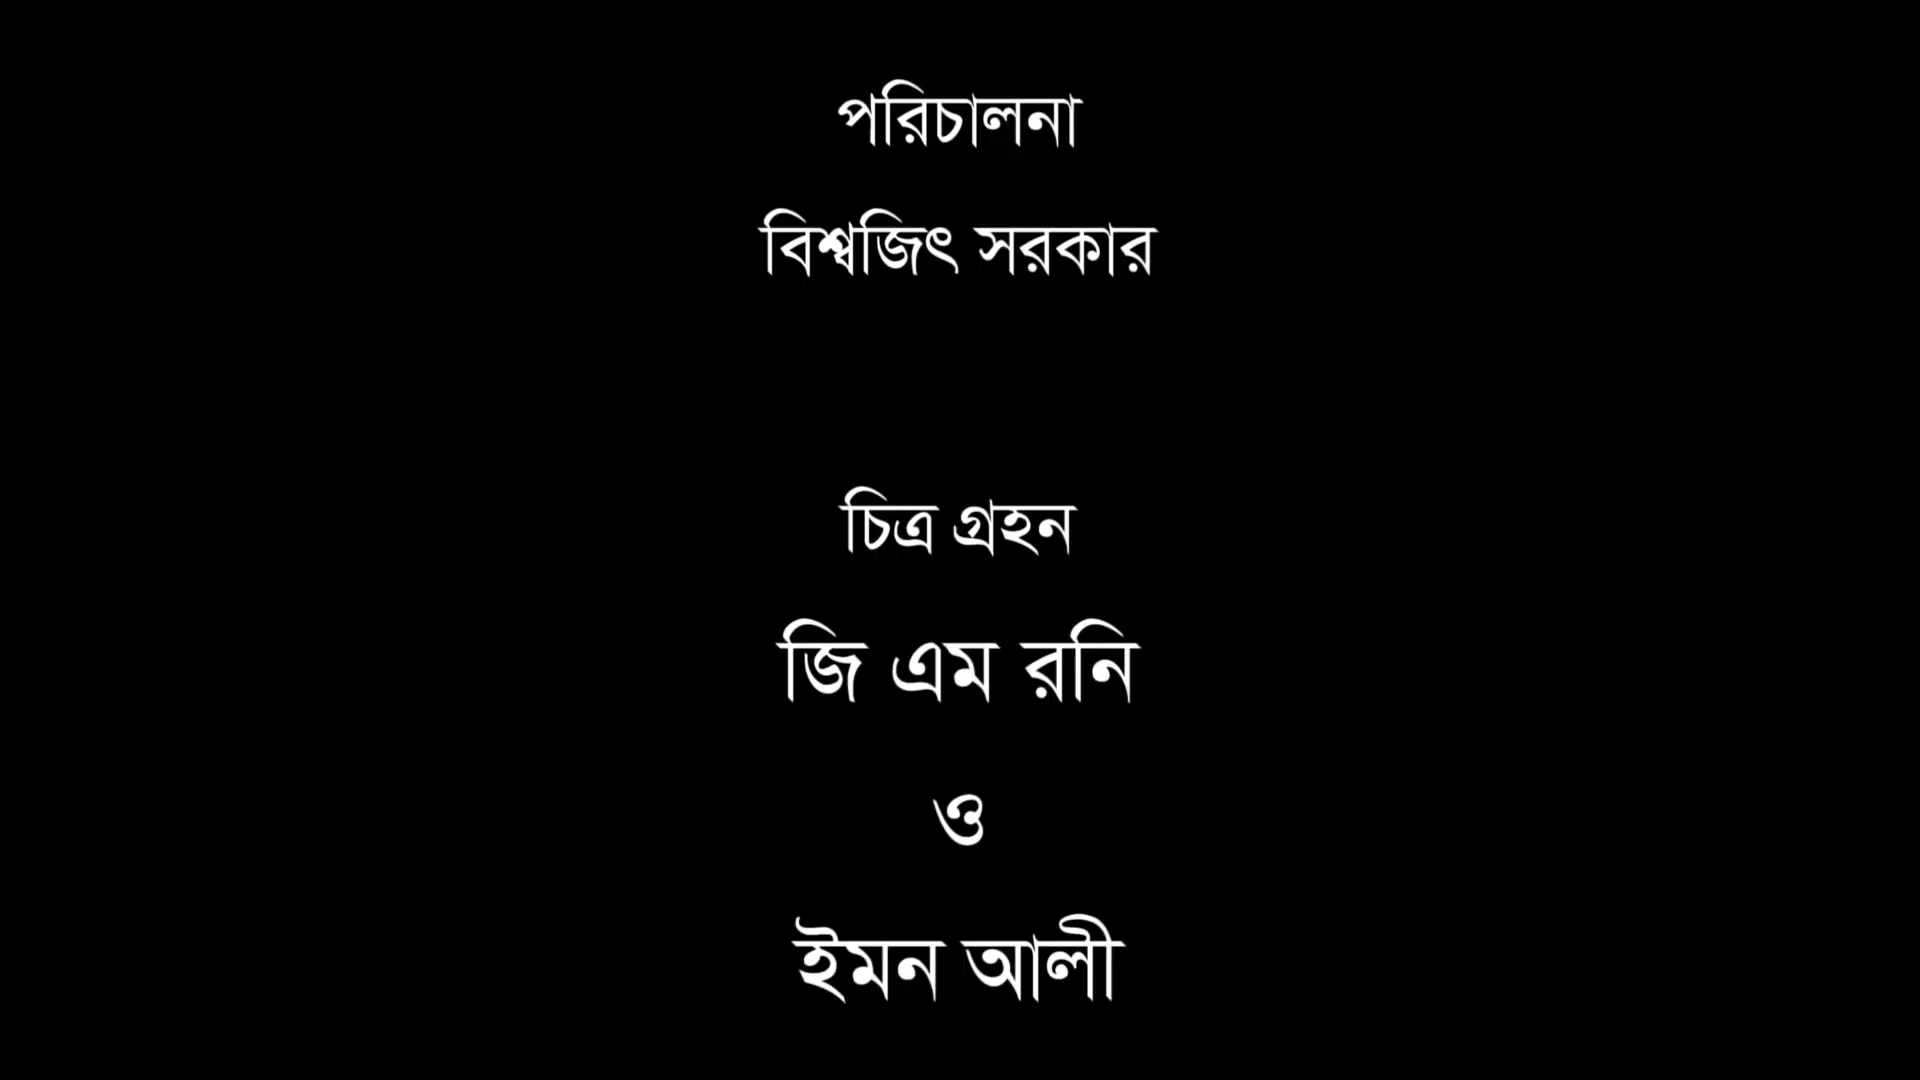 পরিচালনা
বিশ্বজিৎ সরকার
চিত্র গ্রহন
জি এম রনি
ও
ইমন আলী